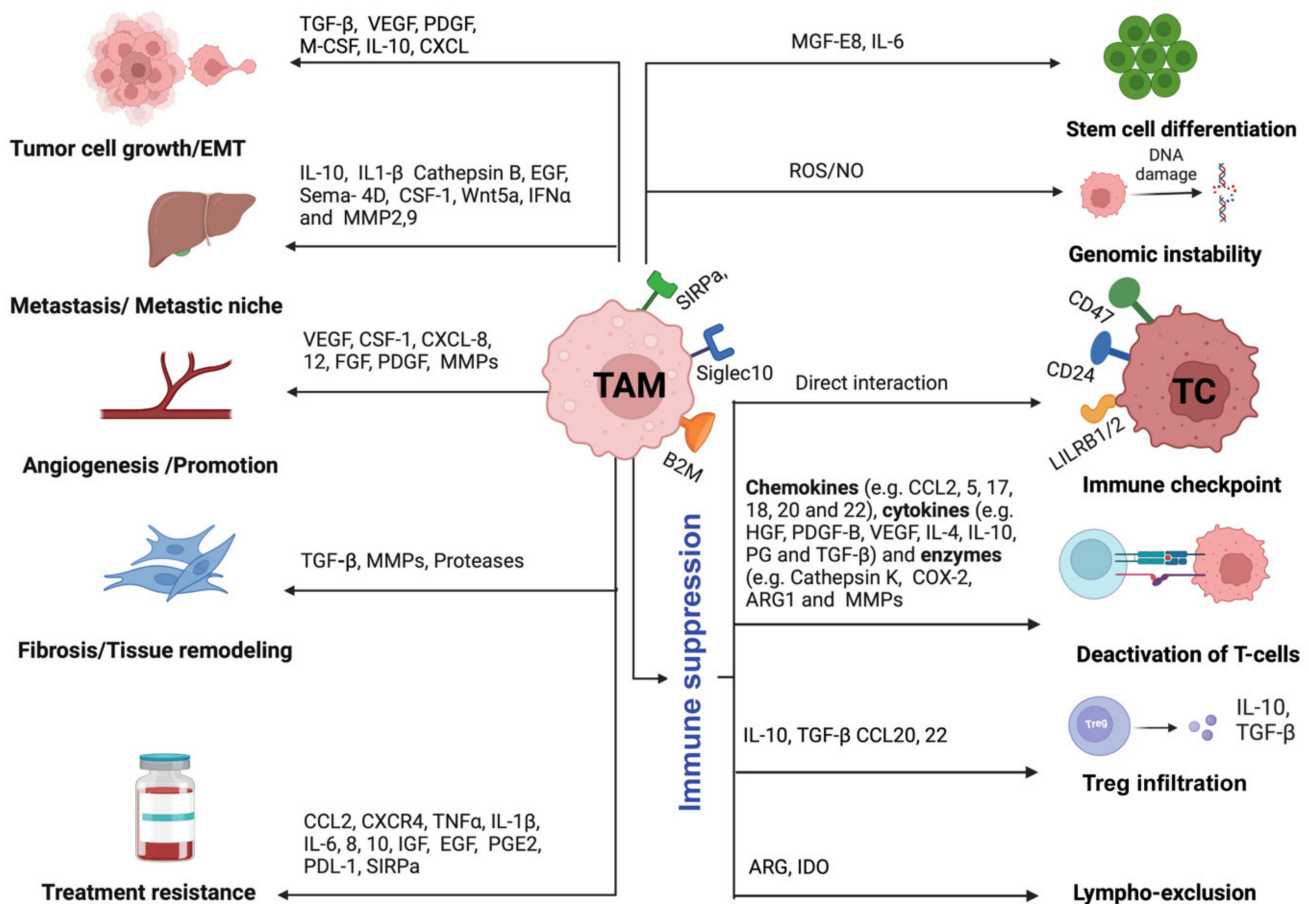 TGF-β, VEGF, PDGF,
M-CSF, IL-10, CXCL
Tumor cell growth/EMT
IL-10, IL1-β Cathepsin B, EGF,
Sema- 4D, CSF-1, Wnt5a, IFNα
and MMP2,9
Metastasis/ Metastic niche
VEGF, CSF-1, CXCL-8,
12, FGF, PDGF, MMPs
Angiogenesis /Promotion
TGF-β, MMPs, Proteases
Fibrosis/Tissue remodeling
CCL2, CXCR4, TNFα, IL-1β,
IL-6, 8, 10, IGF, EGF, PGE2,
PDL-1, SIRPa
Treatment resistance
TAM
SIRPa,
Siglec10
B2M
Immune suppression
MGF-E8, IL-6
Stem cell differentiation
ROS/NO
DNA
damage
Genomic instability
Direct interaction
CD47
CD24
LILRB1/2
TC
Immune checkpoint
Chemokines (e.g. CCL2, 5, 17,
18, 20 and 22), cytokines (e.g.
HGF, PDGF-B, VEGF, IL-4, IL-10,
PG and TGF-β) and enzymes
(e.g. Cathepsin K, COX-2,
ARG1 and MMPs
Deactivation of T-cells
IL-10, TGF-β CCL20, 22
Treg
IL-10,
TGF-β
Treg infiltration
ARG, IDO
Lympho-exclusion